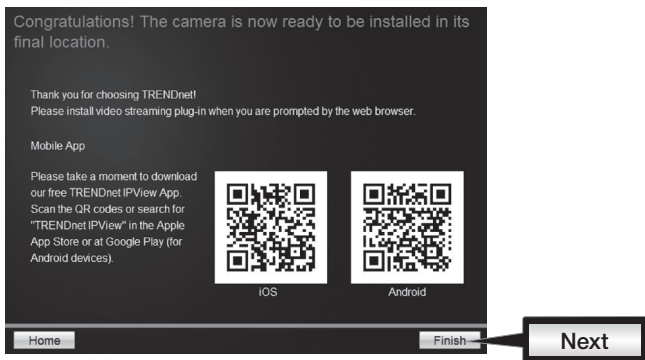 Congratulations! The camera is now ready to be installed in its
final location.
Thank you for choosing TRENDnet!
Please install video streaming plug-in when you are prompted by the web browser.
Mobile App
Please take a moment to download
our free TRENDnet IPView App.
Scan the QR codes or search for
"TRENDnet IPView" in the Apple
App Store or at Google Play (for
Android devices).
iOS
Android
Home
Finish
Next